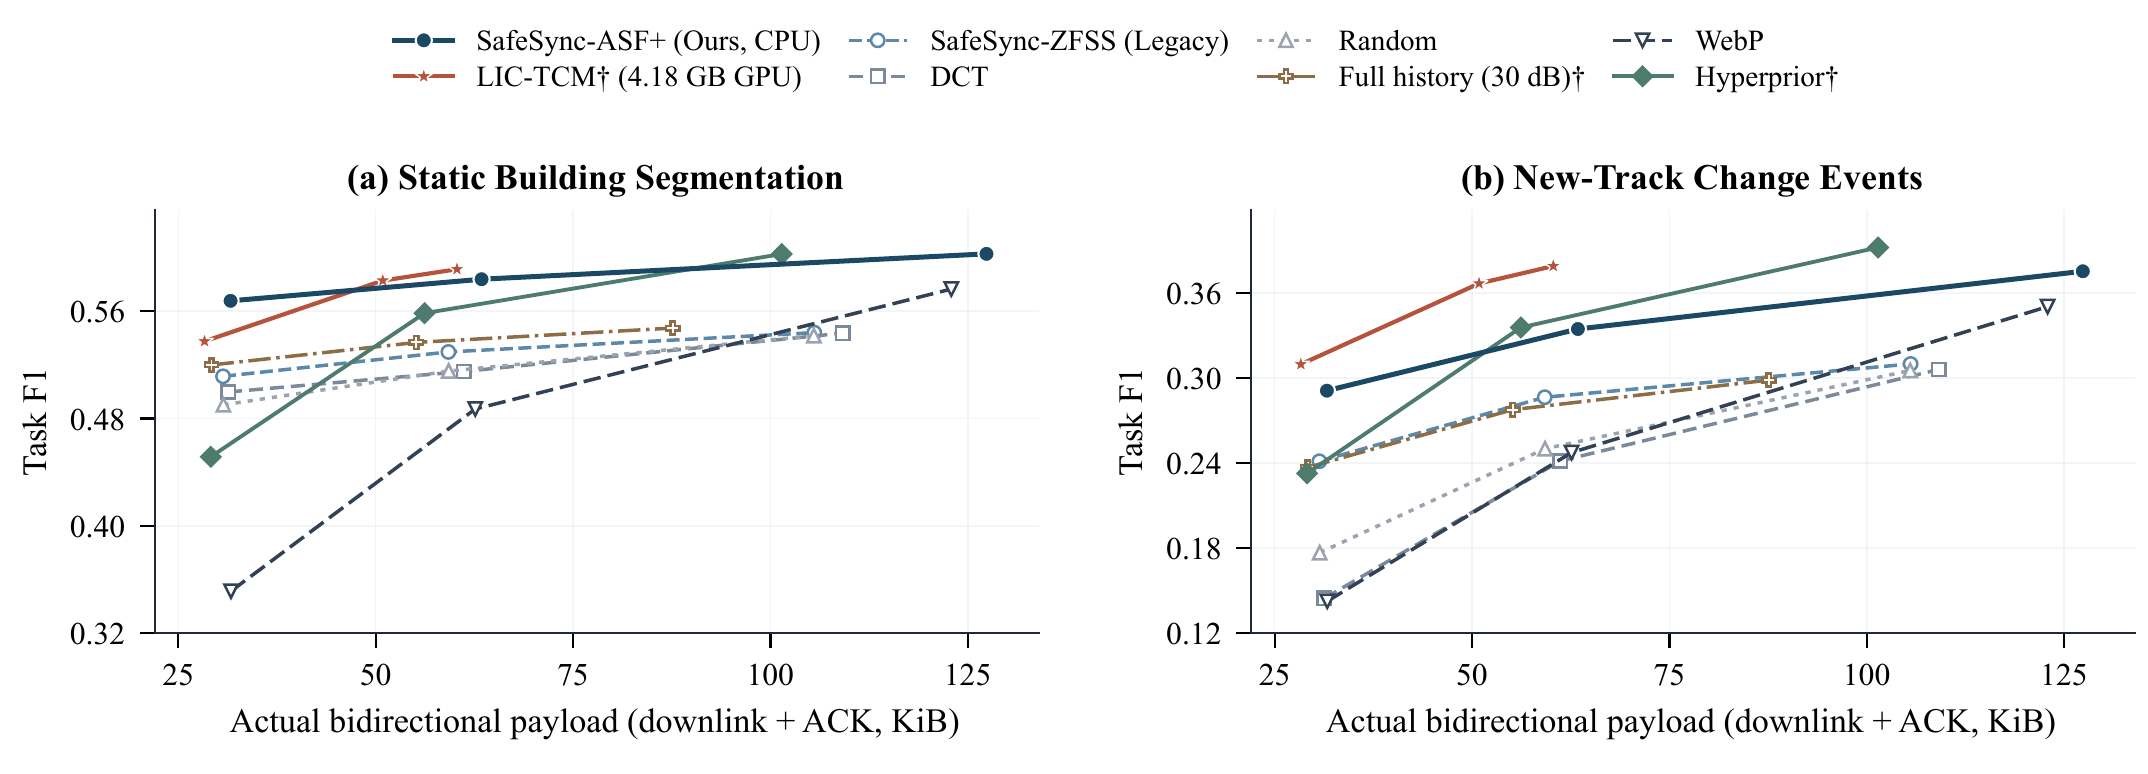 SafeSync-ASF+ (Ours, CPU)
SafeSync-ZFSS (Legacy)
Random
WebP
LIC-TCM† (4.18 GB GPU)
DCT
Full history (30 dB)†
Hyperprior†
(a) Static Building Segmentation
Task F1
0.56
0.48
0.40
0.32
25
50
75
100
125
Actual bidirectional payload (downlink + ACK, KiB)
(b) New-Track Change Events
Task F1
0.36
0.30
0.24
0.18
0.12
25
50
75
100
125
Actual bidirectional payload (downlink + ACK, KiB)